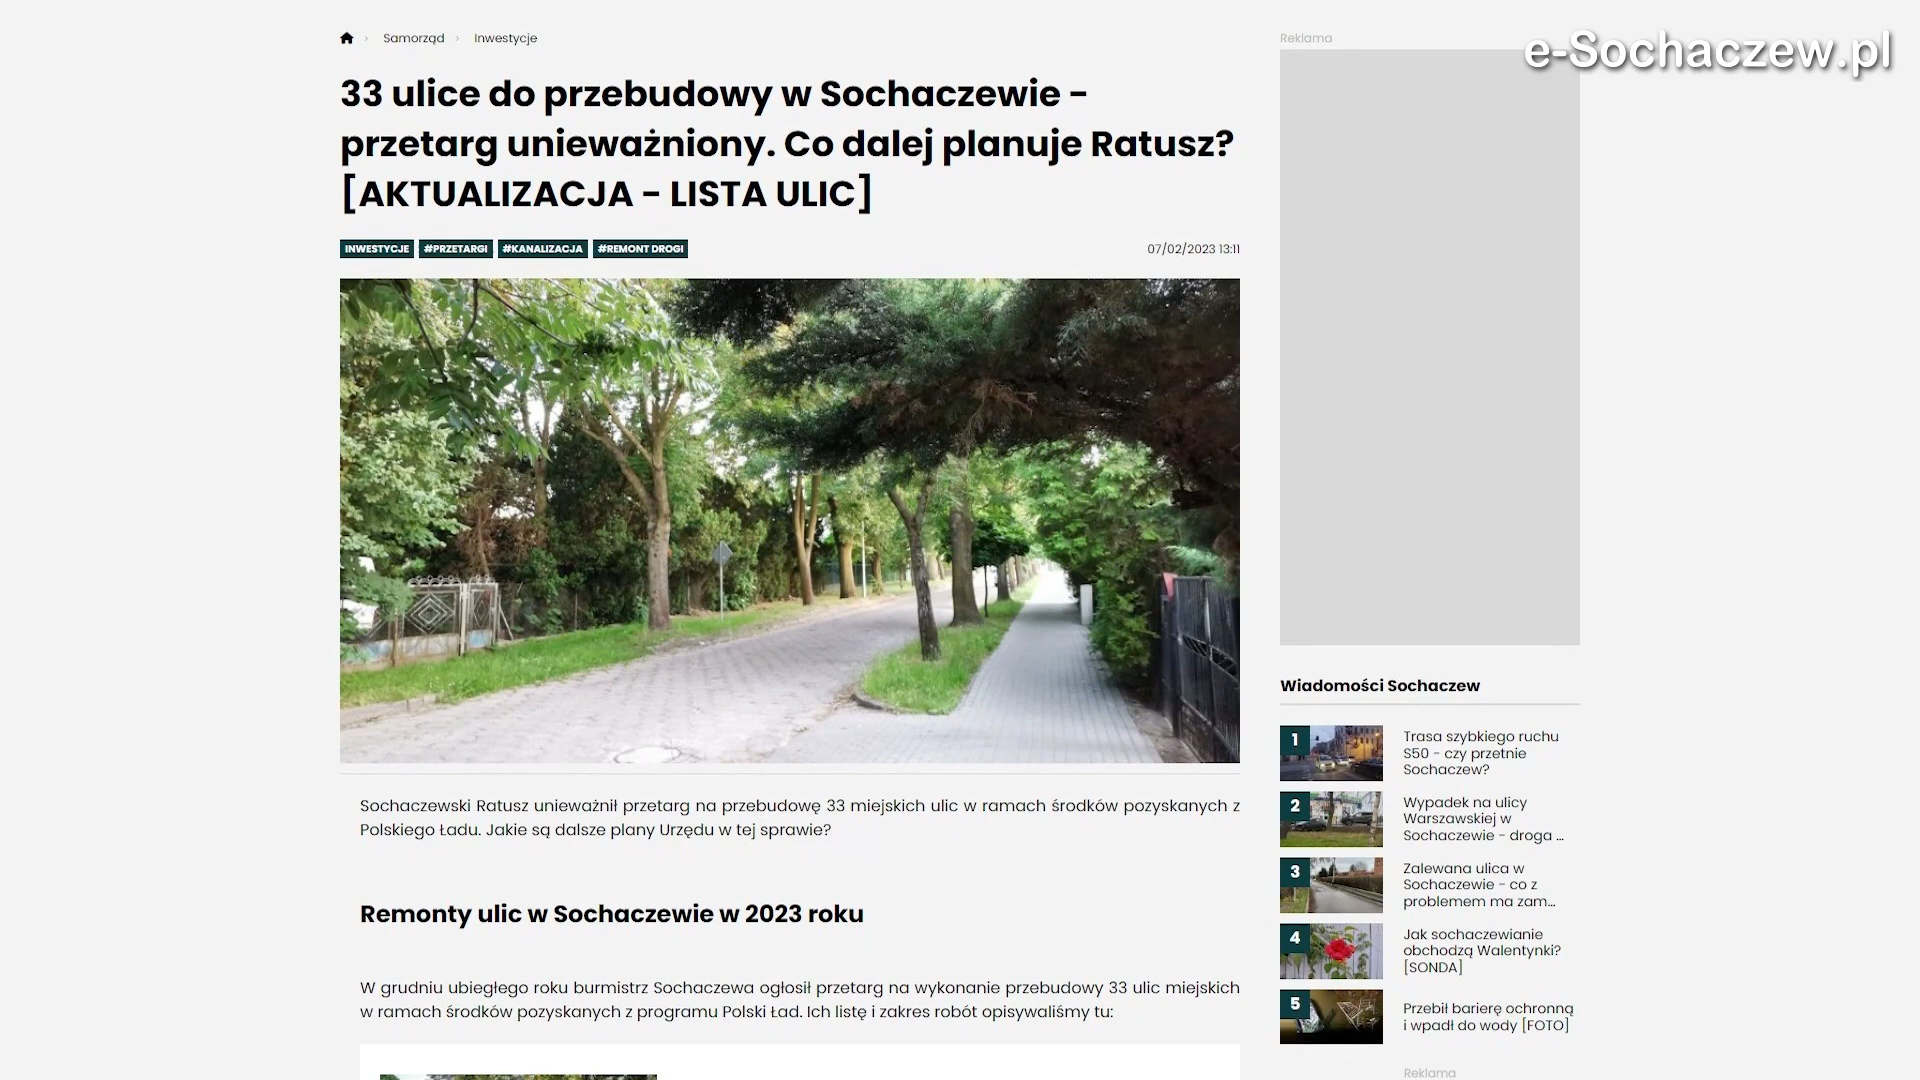 e-Sochaczew.pl
Samorząd
Inwestycje
33 ulice do przebudowy w Sochaczewie -
przetarg unieważniony. Co dalej planuje Ratusz?
[AKTUALIZACJA - LISTA ULIC]
INWESTYCJE #PRZETARGI #KANALIZACJA #REMONT DROGI
07/02/2023 13:11
Sochaczewski Ratusz unieważnił przetarg na przebudowę 33 miejskich ulic w ramach środków pozyskanych z
Polskiego Ładu. Jakie są dalsze plany Urzędu w tej sprawie?
Remonty ulic w Sochaczewie w 2023 roku
W grudniu ubiegłego roku burmistrz Sochaczewa ogłosił przetarg na wykonanie przebudowy 33 ulic miejskich
w ramach środków pozyskanych z programu Polski Ład. Ich listę i zakres robót opisywaliśmy tu:
Reklama
Wiadomości Sochaczew
1
Trasa szybkiego ruchu
S50 - czy przetnie
Sochaczew?
2
Wypadek na ulicy
Warszawskiej w
Sochaczewie - droga ...
3
Zalewana ulica w
Sochaczewie - co z
problemem ma zam...
4
Jak sochaczewianie
obchodzą Walentynki?
[SONDA]
5
Przebił barierę ochronną
i wpadł do wody [FOTO]
Reklama